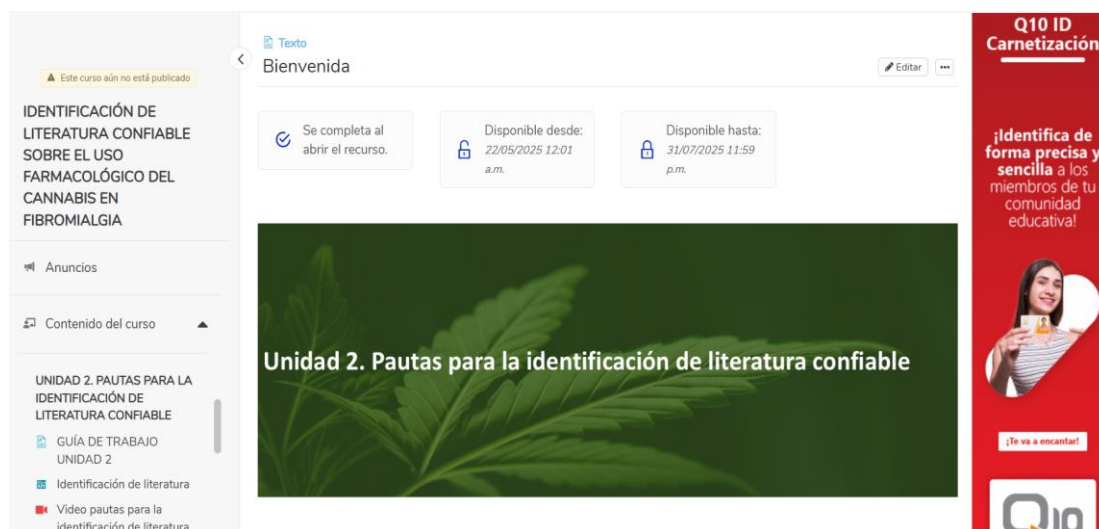 Este curso aún no está publicado
IDENTIFICACIÓN DE
LITERATURA CONFIABLE
SOBRE EL USO
FARMACOLÓGICO DEL
CANNABIS EN
FIBROMIALGIA
Anuncios
Contenido del curso
UNIDAD 2. PAUTAS PARA LA
IDENTIFICACIÓN DE
LITERATURA CONFIABLE
GUÍA DE TRABAJO
UNIDAD 2
Identificación de literatura
Video pautas para la
identificación de literatura
Texto
Bienvenida
Editar
Se completa al
abrir el recurso.
Disponible desde:
22/05/2025 12:01
a.m.
Disponible hasta:
31/07/2025 11:59
p.m.
Unidad 2. Pautas para la identificación de literatura confiable
Q10 ID
Carnetización
¡Identifica de
forma precisa y
sencilla a los
miembros de tu
comunidad
educativa!
¡Te va a encantar!
Q10